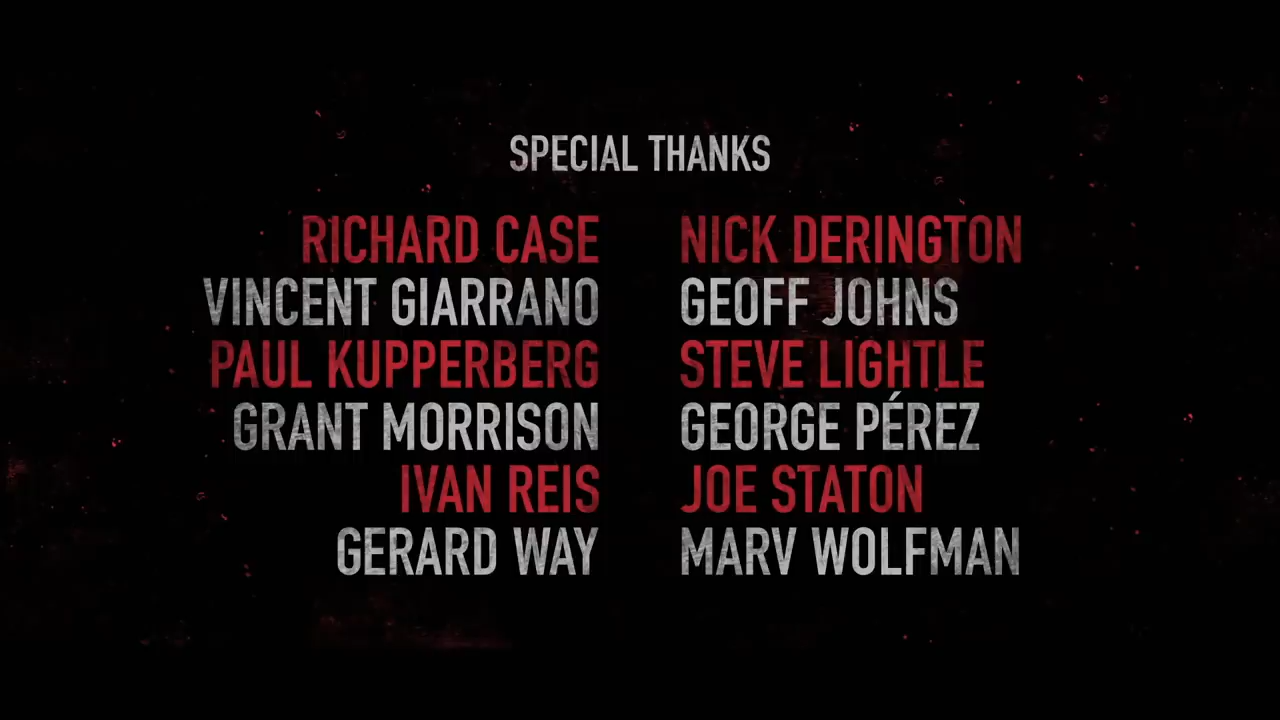 SPECIAL THANKS
RICHARD CASE NICK DERINGTON
VINCENT GIARRANO GEOFF JOHNS
PAUL KUPPERBERG STEVE LIGHTLE
GRANT MORRISON GEORGE PÉREZ
IVAN REIS JOE STATON
GERARD WAY MARV WOLFMAN